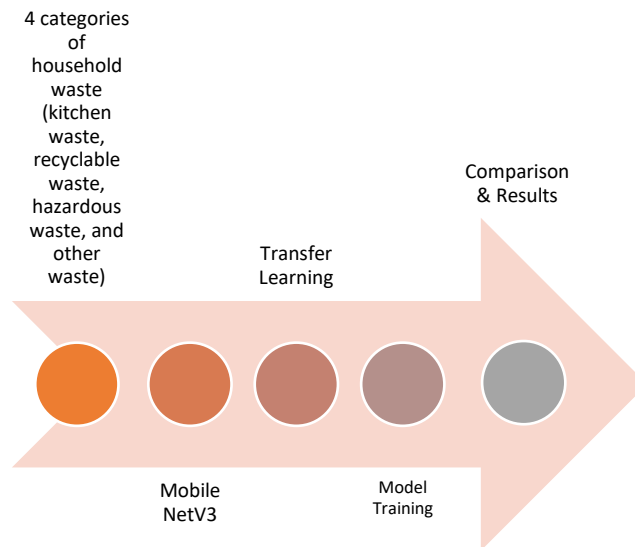 4 categories
of
household
waste
(kitchen
waste,
recyclable
waste,
hazardous
waste, and
other
waste)
Mobile
NetV3
Transfer
Learning
Model
Training
Comparison
& Results